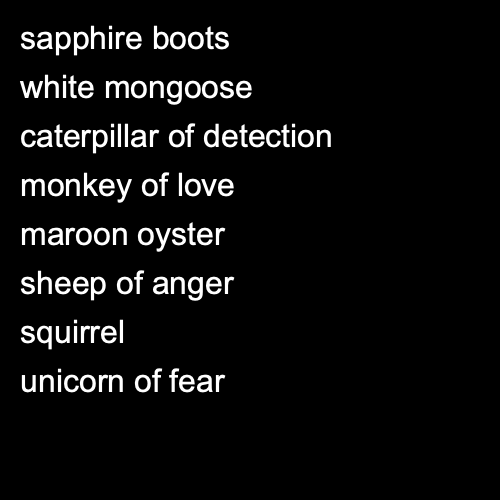 sapphire boots
white mongoose
caterpillar of detection
monkey of love
maroon oyster
sheep of anger
squirrel
unicorn of fear